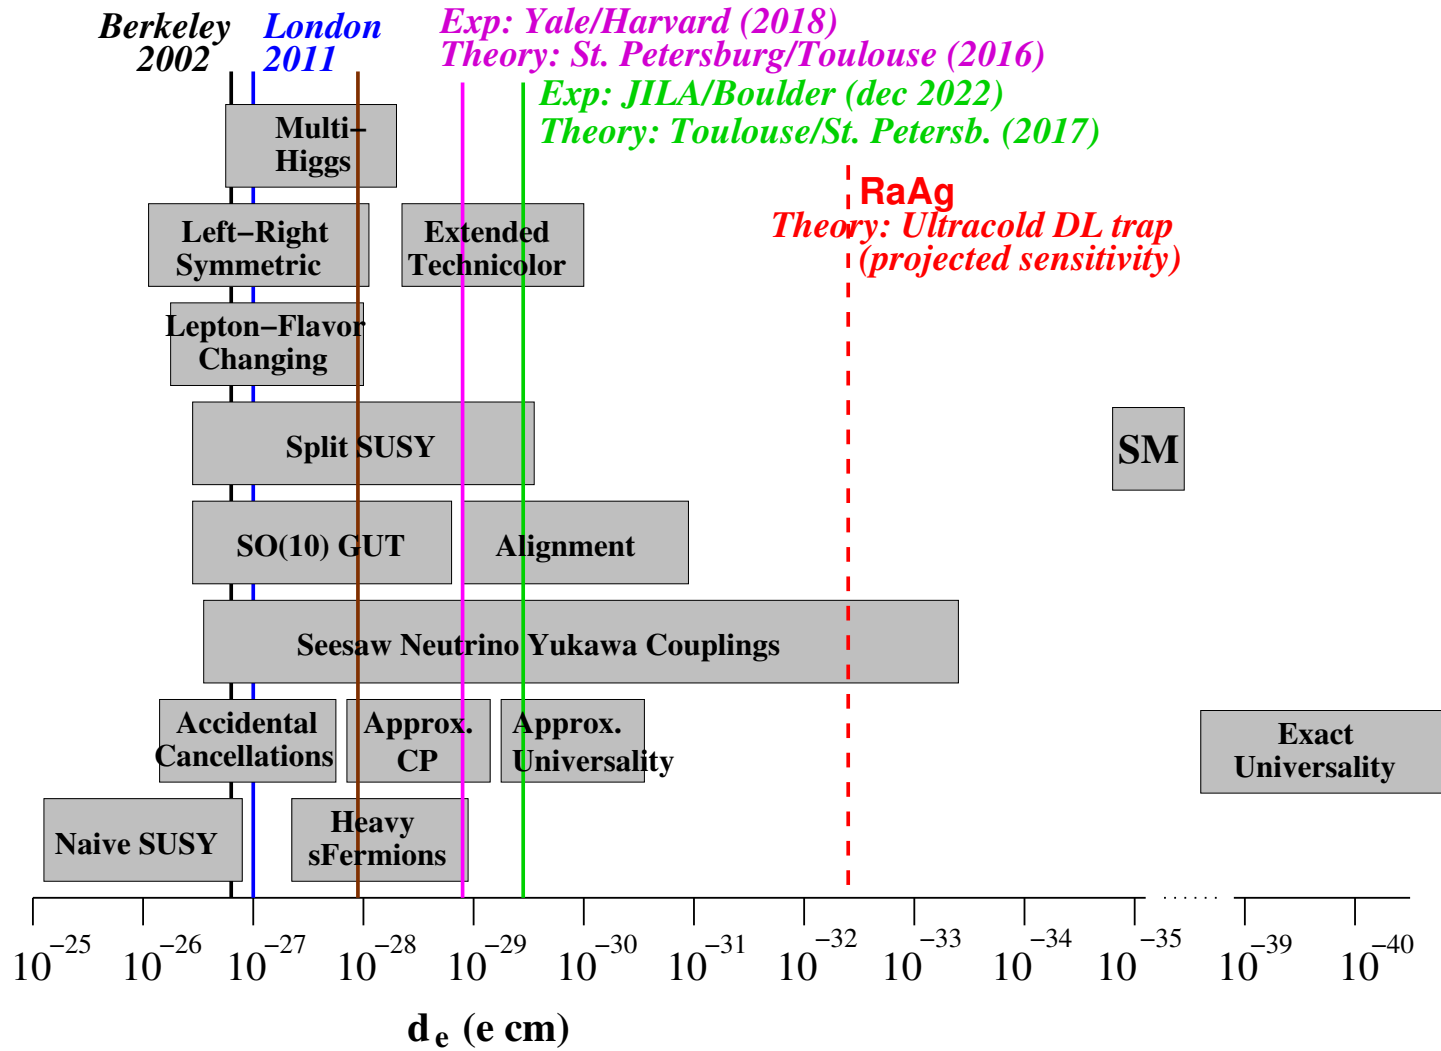 Berkeley
2002
London
2011
Exp: Yale/Harvard (2018)
Theory: St. Petersburg/Toulouse (2016)
Exp: JILA/Boulder (dec 2022)
Theory: Toulouse/St. Petersb. (2017)
RaAg
Theory: Ultracold DL trap
(projected sensitivity)
Multi−
Higgs
Left−Right
Symmetric
Extended
Technicolor
Lepton−Flavor
Changing
Split SUSY
SM
SO(10) GUT
Alignment
Seesaw Neutrino Yukawa Couplings
Accidental
Cancellations
Approx.
CP
Approx.
Universality
Exact
Universality
Naive SUSY
Heavy
sFermions
10^−25 10^−26 10^−27 10^−28 10^−29 10^−30 10^−31 10^−32 10^−33 10^−34 10^−35 ...... 10^−39 10^−40
d_e (e cm)